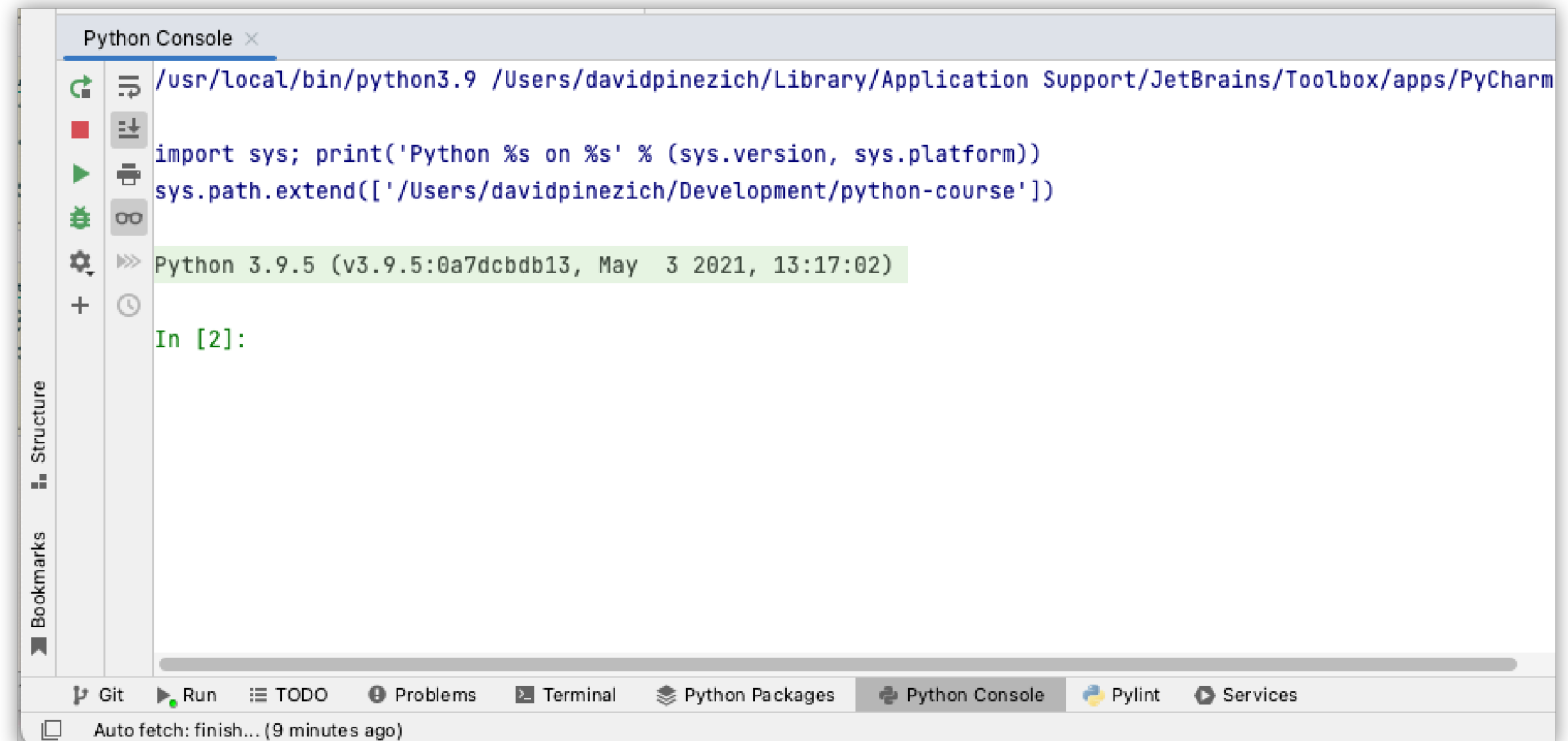 Python Console
/usr/local/bin/python3.9 /Users/davidpinezich/Library/Application Support/JetBrains/Toolbox/apps/PyCharm
import sys; print('Python %s on %s' % (sys.version, sys.platform))
sys.path.extend(['/Users/davidpinezich/Development/python-course'])
Python 3.9.5 (v3.9.5:0a7dcbdb13, May  3 2021, 13:17:02)
In [2]:
Structure
Bookmarks
Git Run TODO Problems Terminal Python Packages Python Console Pylint Services
Auto fetch: finish... (9 minutes ago)